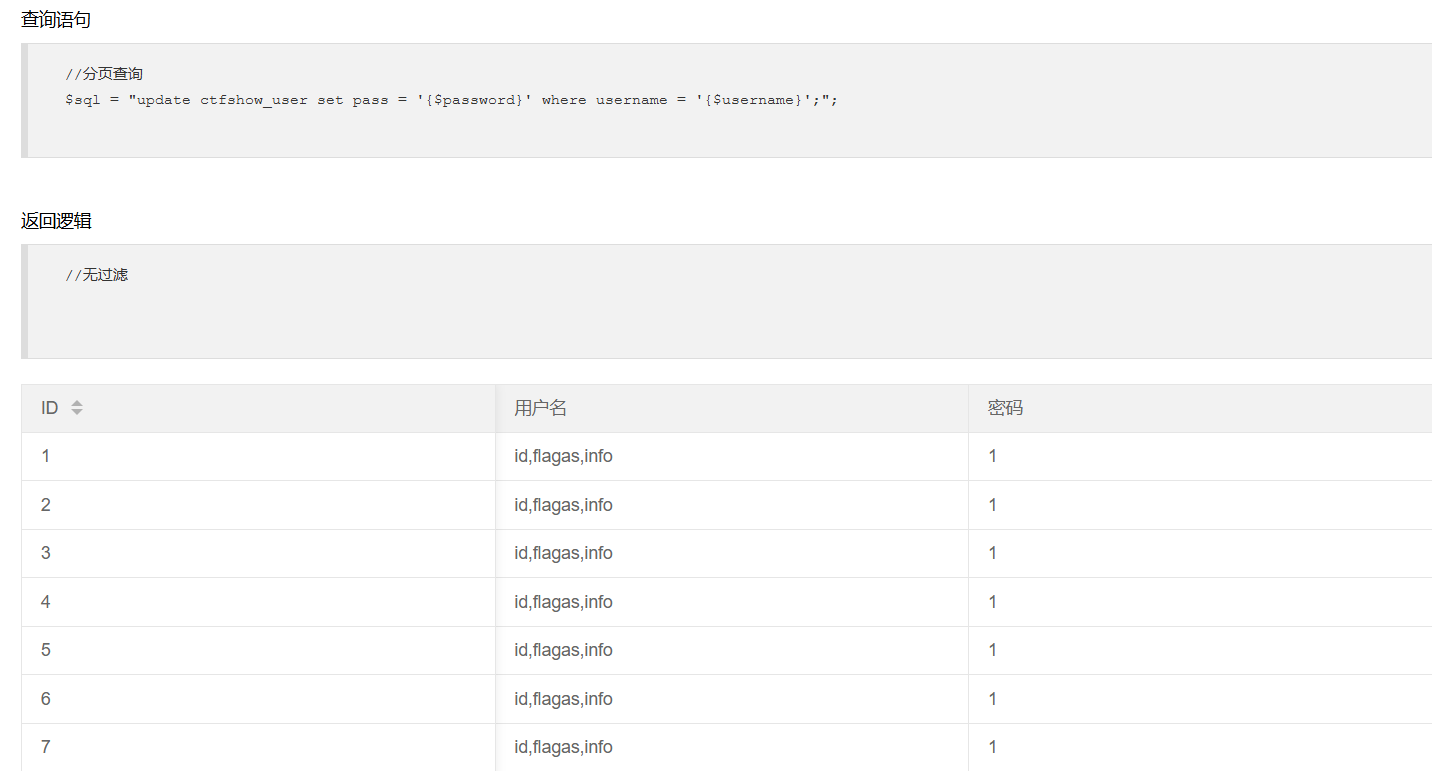 查询语句
//分页查询
$sql = "update ctfshow_user set pass = '{$password}' where username = '{$username}';";
返回逻辑
//无过滤
ID 用户名 密码
1 id,flagas,info 1
2 id,flagas,info 1
3 id,flagas,info 1
4 id,flagas,info 1
5 id,flagas,info 1
6 id,flagas,info 1
7 id,flagas,info 1